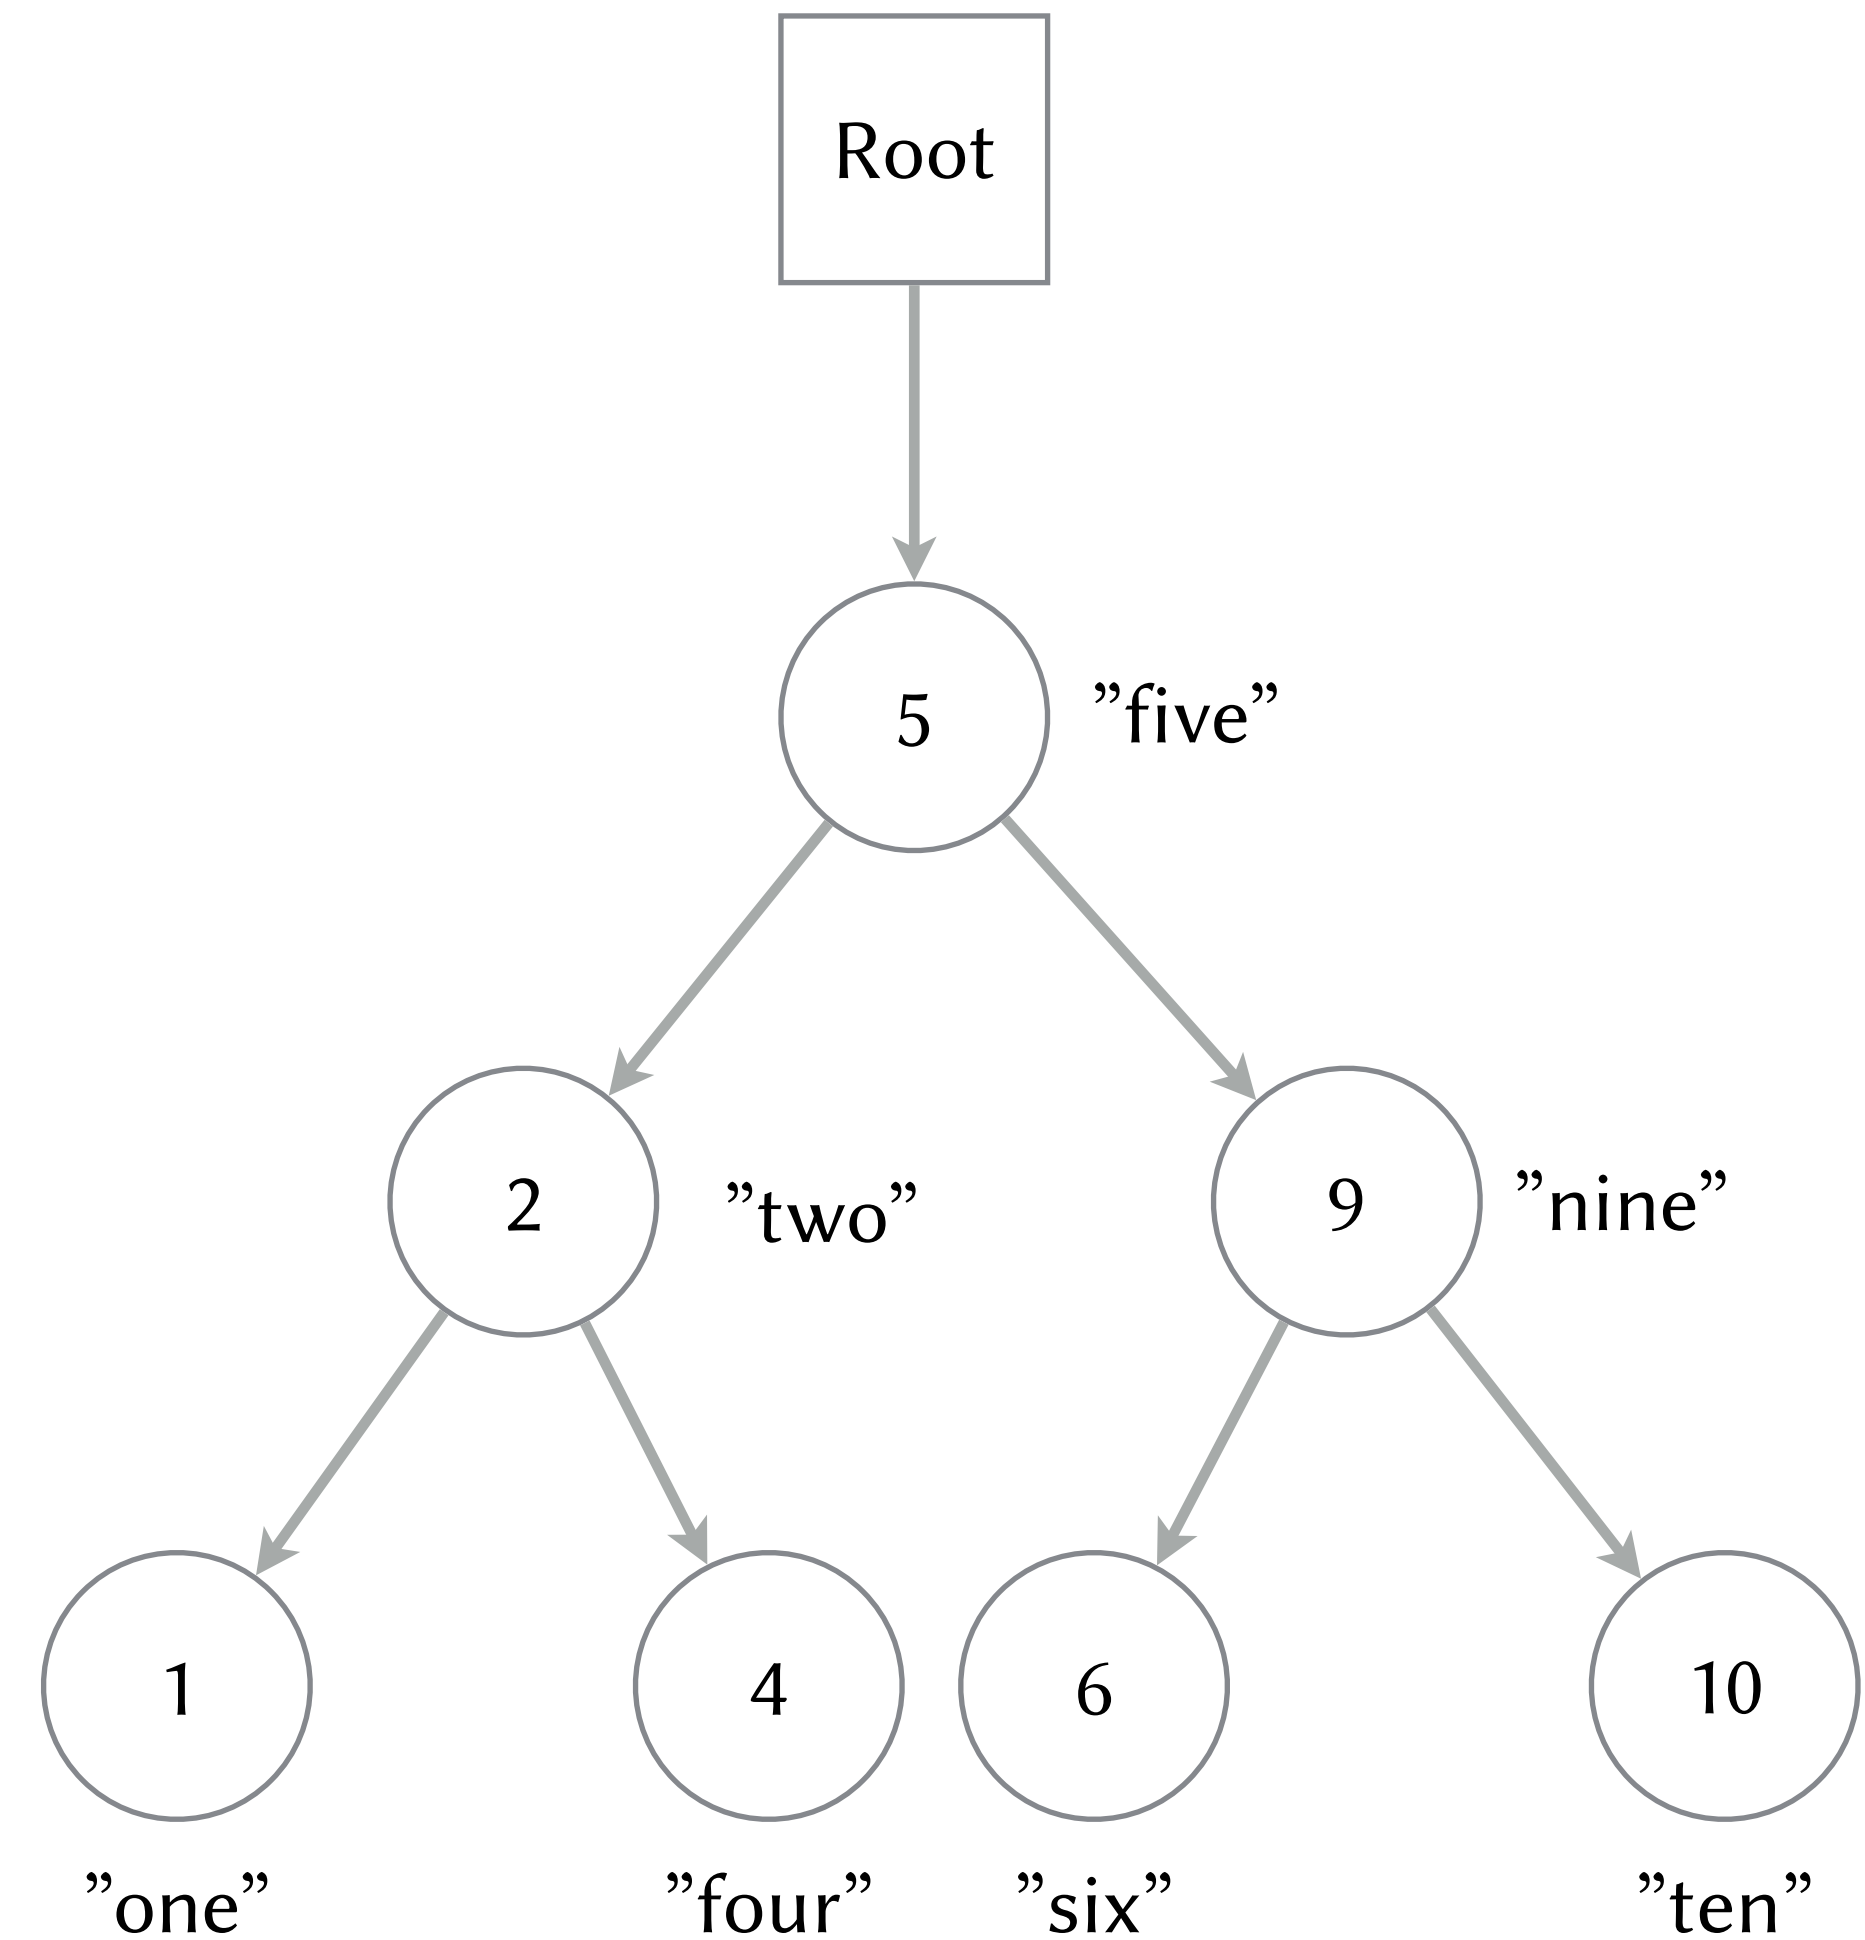 Root
5 ”five”
2 ”two” 9 ”nine”
1 4 6 10
”one” ”four” ”six” ”ten”